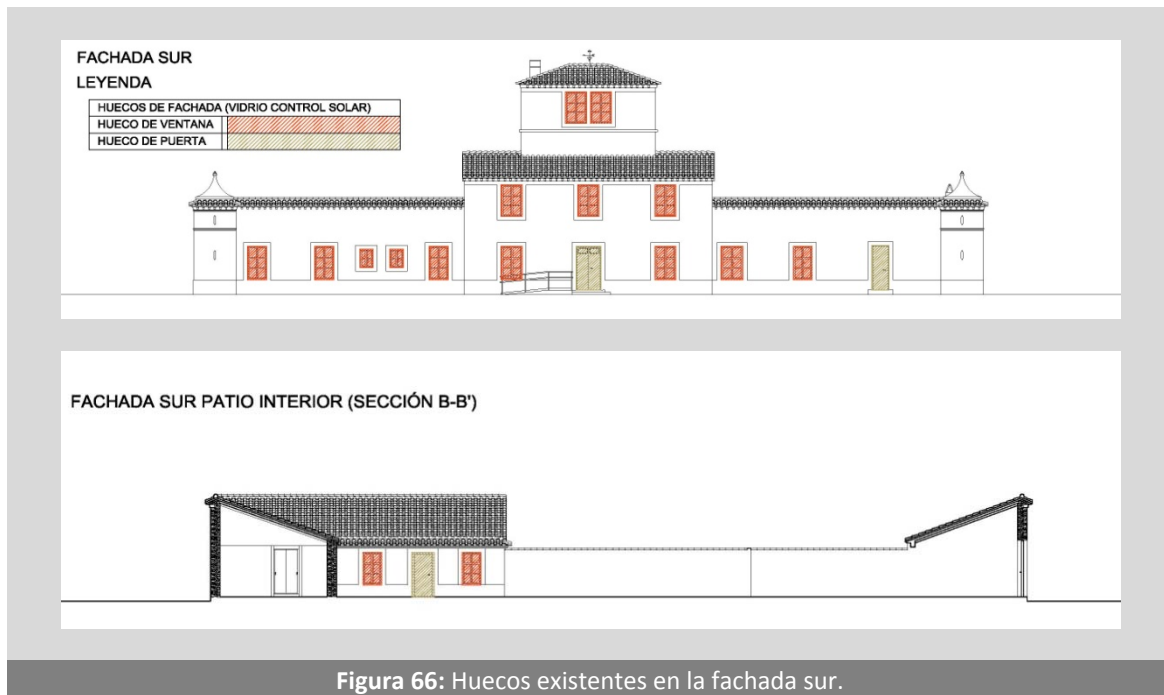 FACHADA SUR
LEYENDA
HUECOS DE FACHADA (VIDRIO CONTROL SOLAR)
HUECO DE VENTANA
HUECO DE PUERTA
FACHADA SUR PATIO INTERIOR (SECCIÓN B-B')
Figura 66: Huecos existentes en la fachada sur.